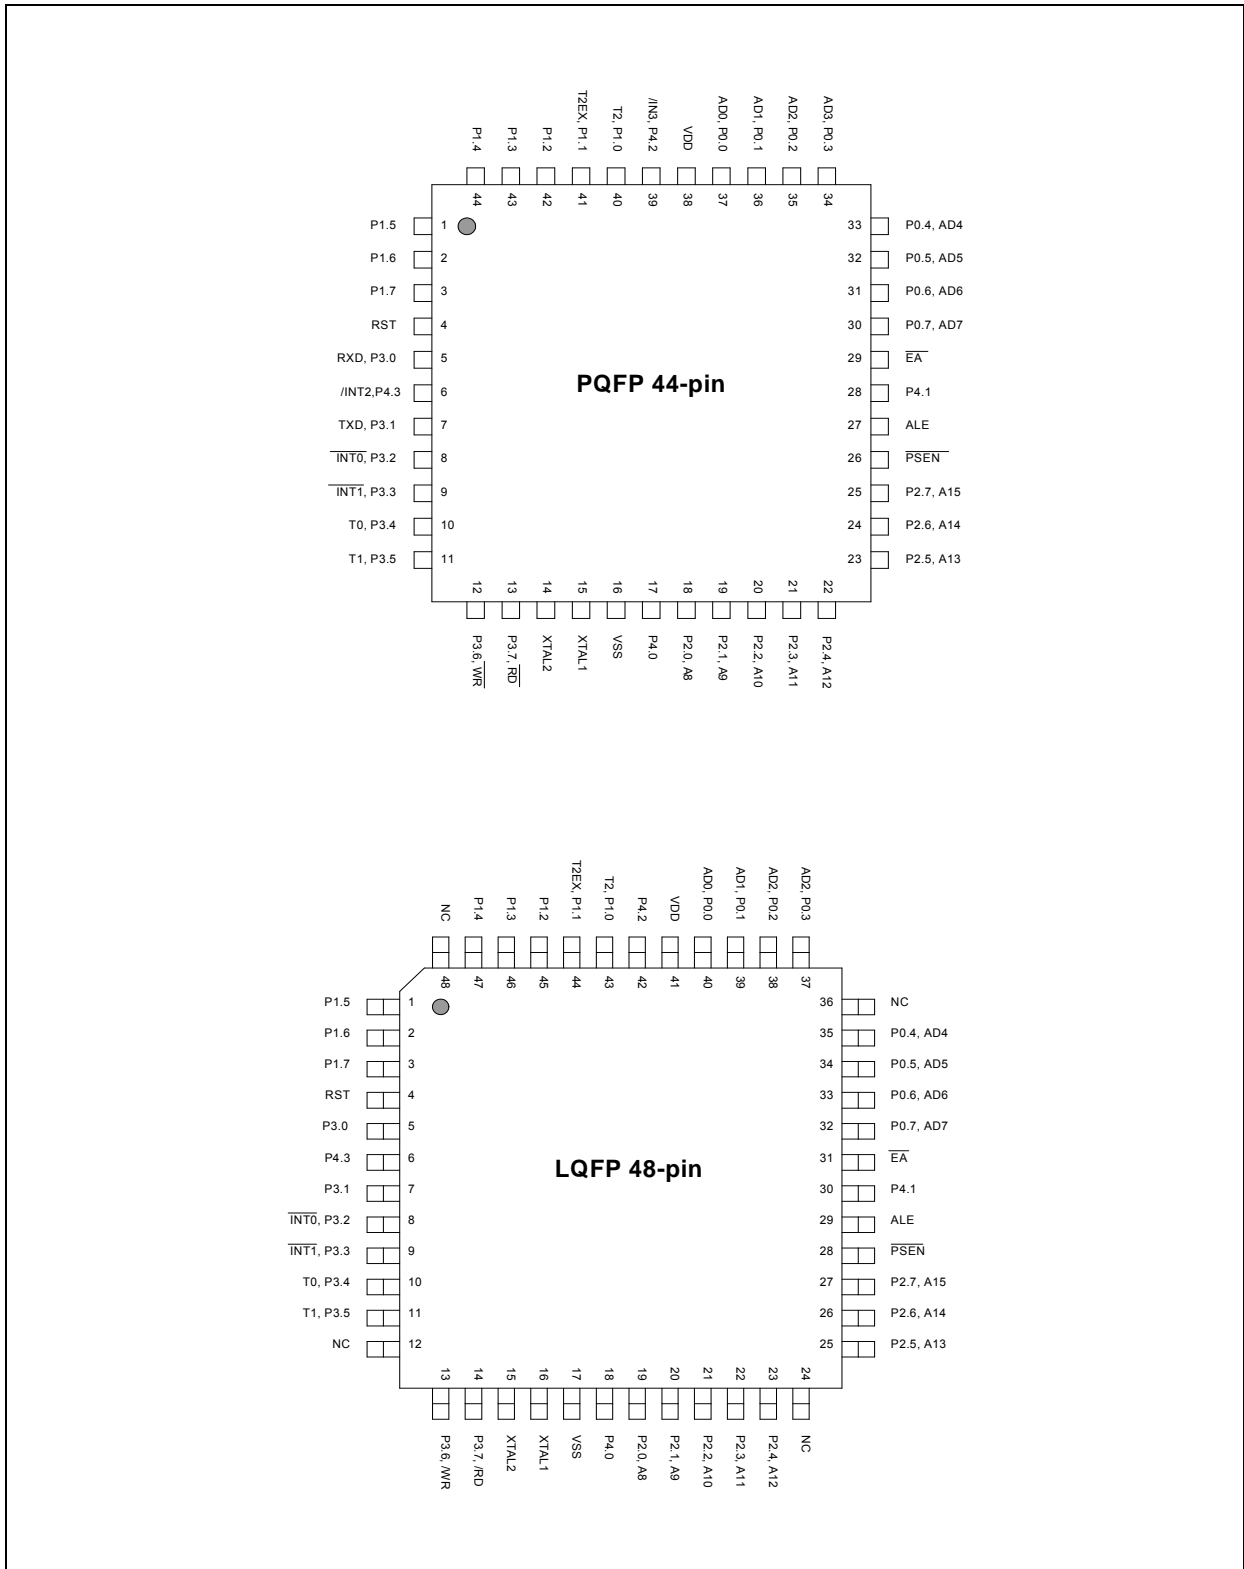 T2EX, P1.1
/IN3, P4.2
AD0, P0.0
AD1, P0.1
AD2, P0.2
AD3, P0.3
P1.4
P1.3
P1.2
T2, P1.0
VDD
44
43
42
41
40
39
38
37
36
35
34
P1.5 1
P1.6 2
P1.7 3
RST 4
RXD, P3.0 5
/INT2,P4.3 6
TXD, P3.1 7
INT0, P3.2 8
INT1, P3.3 9
T0, P3.4 10
T1, P3.5 11
PQFP 44-pin
33 P0.4, AD4
32 P0.5, AD5
31 P0.6, AD6
30 P0.7, AD7
29 EA
28 P4.1
27 ALE
26 PSEN
25 P2.7, A15
24 P2.6, A14
23 P2.5, A13
12
13
14
15
16
17
18
19
20
21
22
P3.6, WR
P3.7, RD
XTAL2
XTAL1
VSS
P4.0
P2.0, A8
P2.1, A9
P2.2, A10
P2.3, A11
P2.4, A12
NC
P1.4
P1.3
P1.2
T2EX, P1.1
T2, P1.0
P4.2
VDD
AD0, P0.0
AD1, P0.1
AD2, P0.2
AD2, P0.3
48
47
46
45
44
43
42
41
40
39
38
37
P1.5 1
P1.6 2
P1.7 3
RST 4
P3.0 5
P4.3 6
P3.1 7
INT0, P3.2 8
INT1, P3.3 9
T0, P3.4 10
T1, P3.5 11
NC 12
LQFP 48-pin
36 NC
35 P0.4, AD4
34 P0.5, AD5
33 P0.6, AD6
32 P0.7, AD7
31 EA
30 P4.1
29 ALE
28 PSEN
27 P2.7, A15
26 P2.6, A14
25 P2.5, A13
13
14
15
16
17
18
19
20
21
22
23
24
P3.6, /WR
P3.7, /RD
XTAL2
XTAL1
VSS
P4.0
P2.0, A8
P2.1, A9
P2.2, A10
P2.3, A11
P2.4, A12
NC